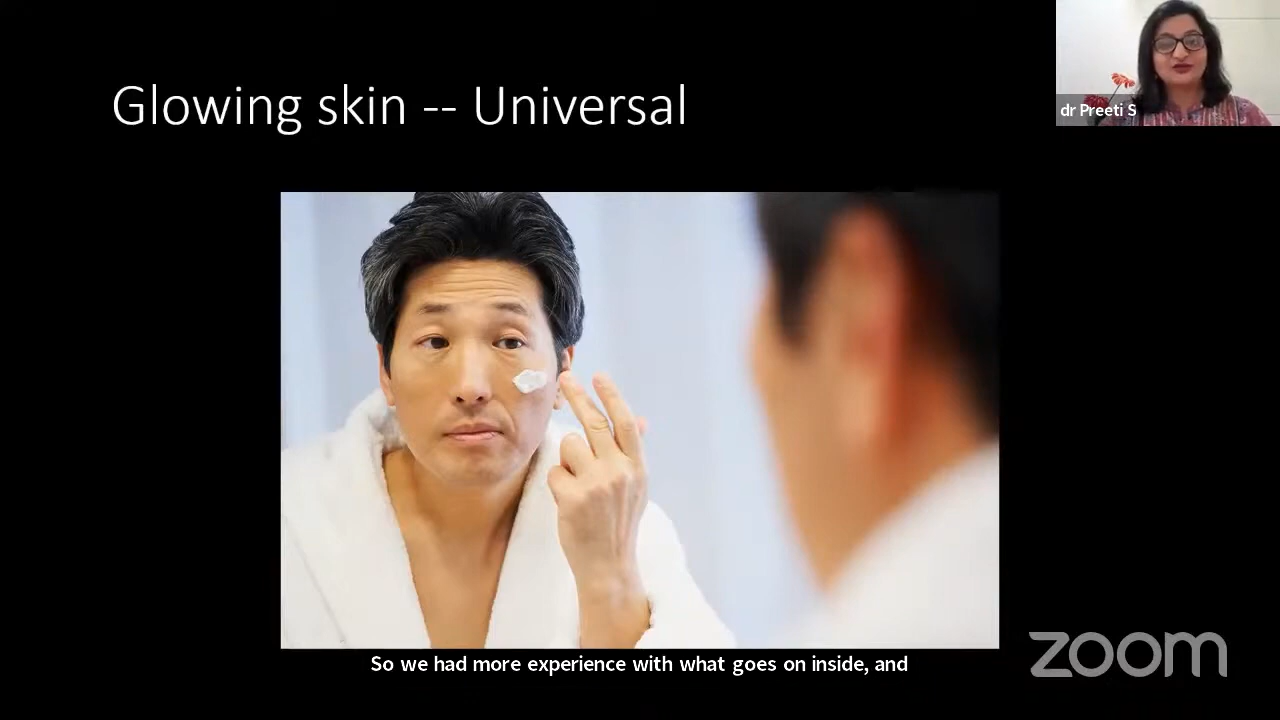 Glowing skin -- Universal
dr Preeti S
So we had more experience with what goes on inside, and
zoom